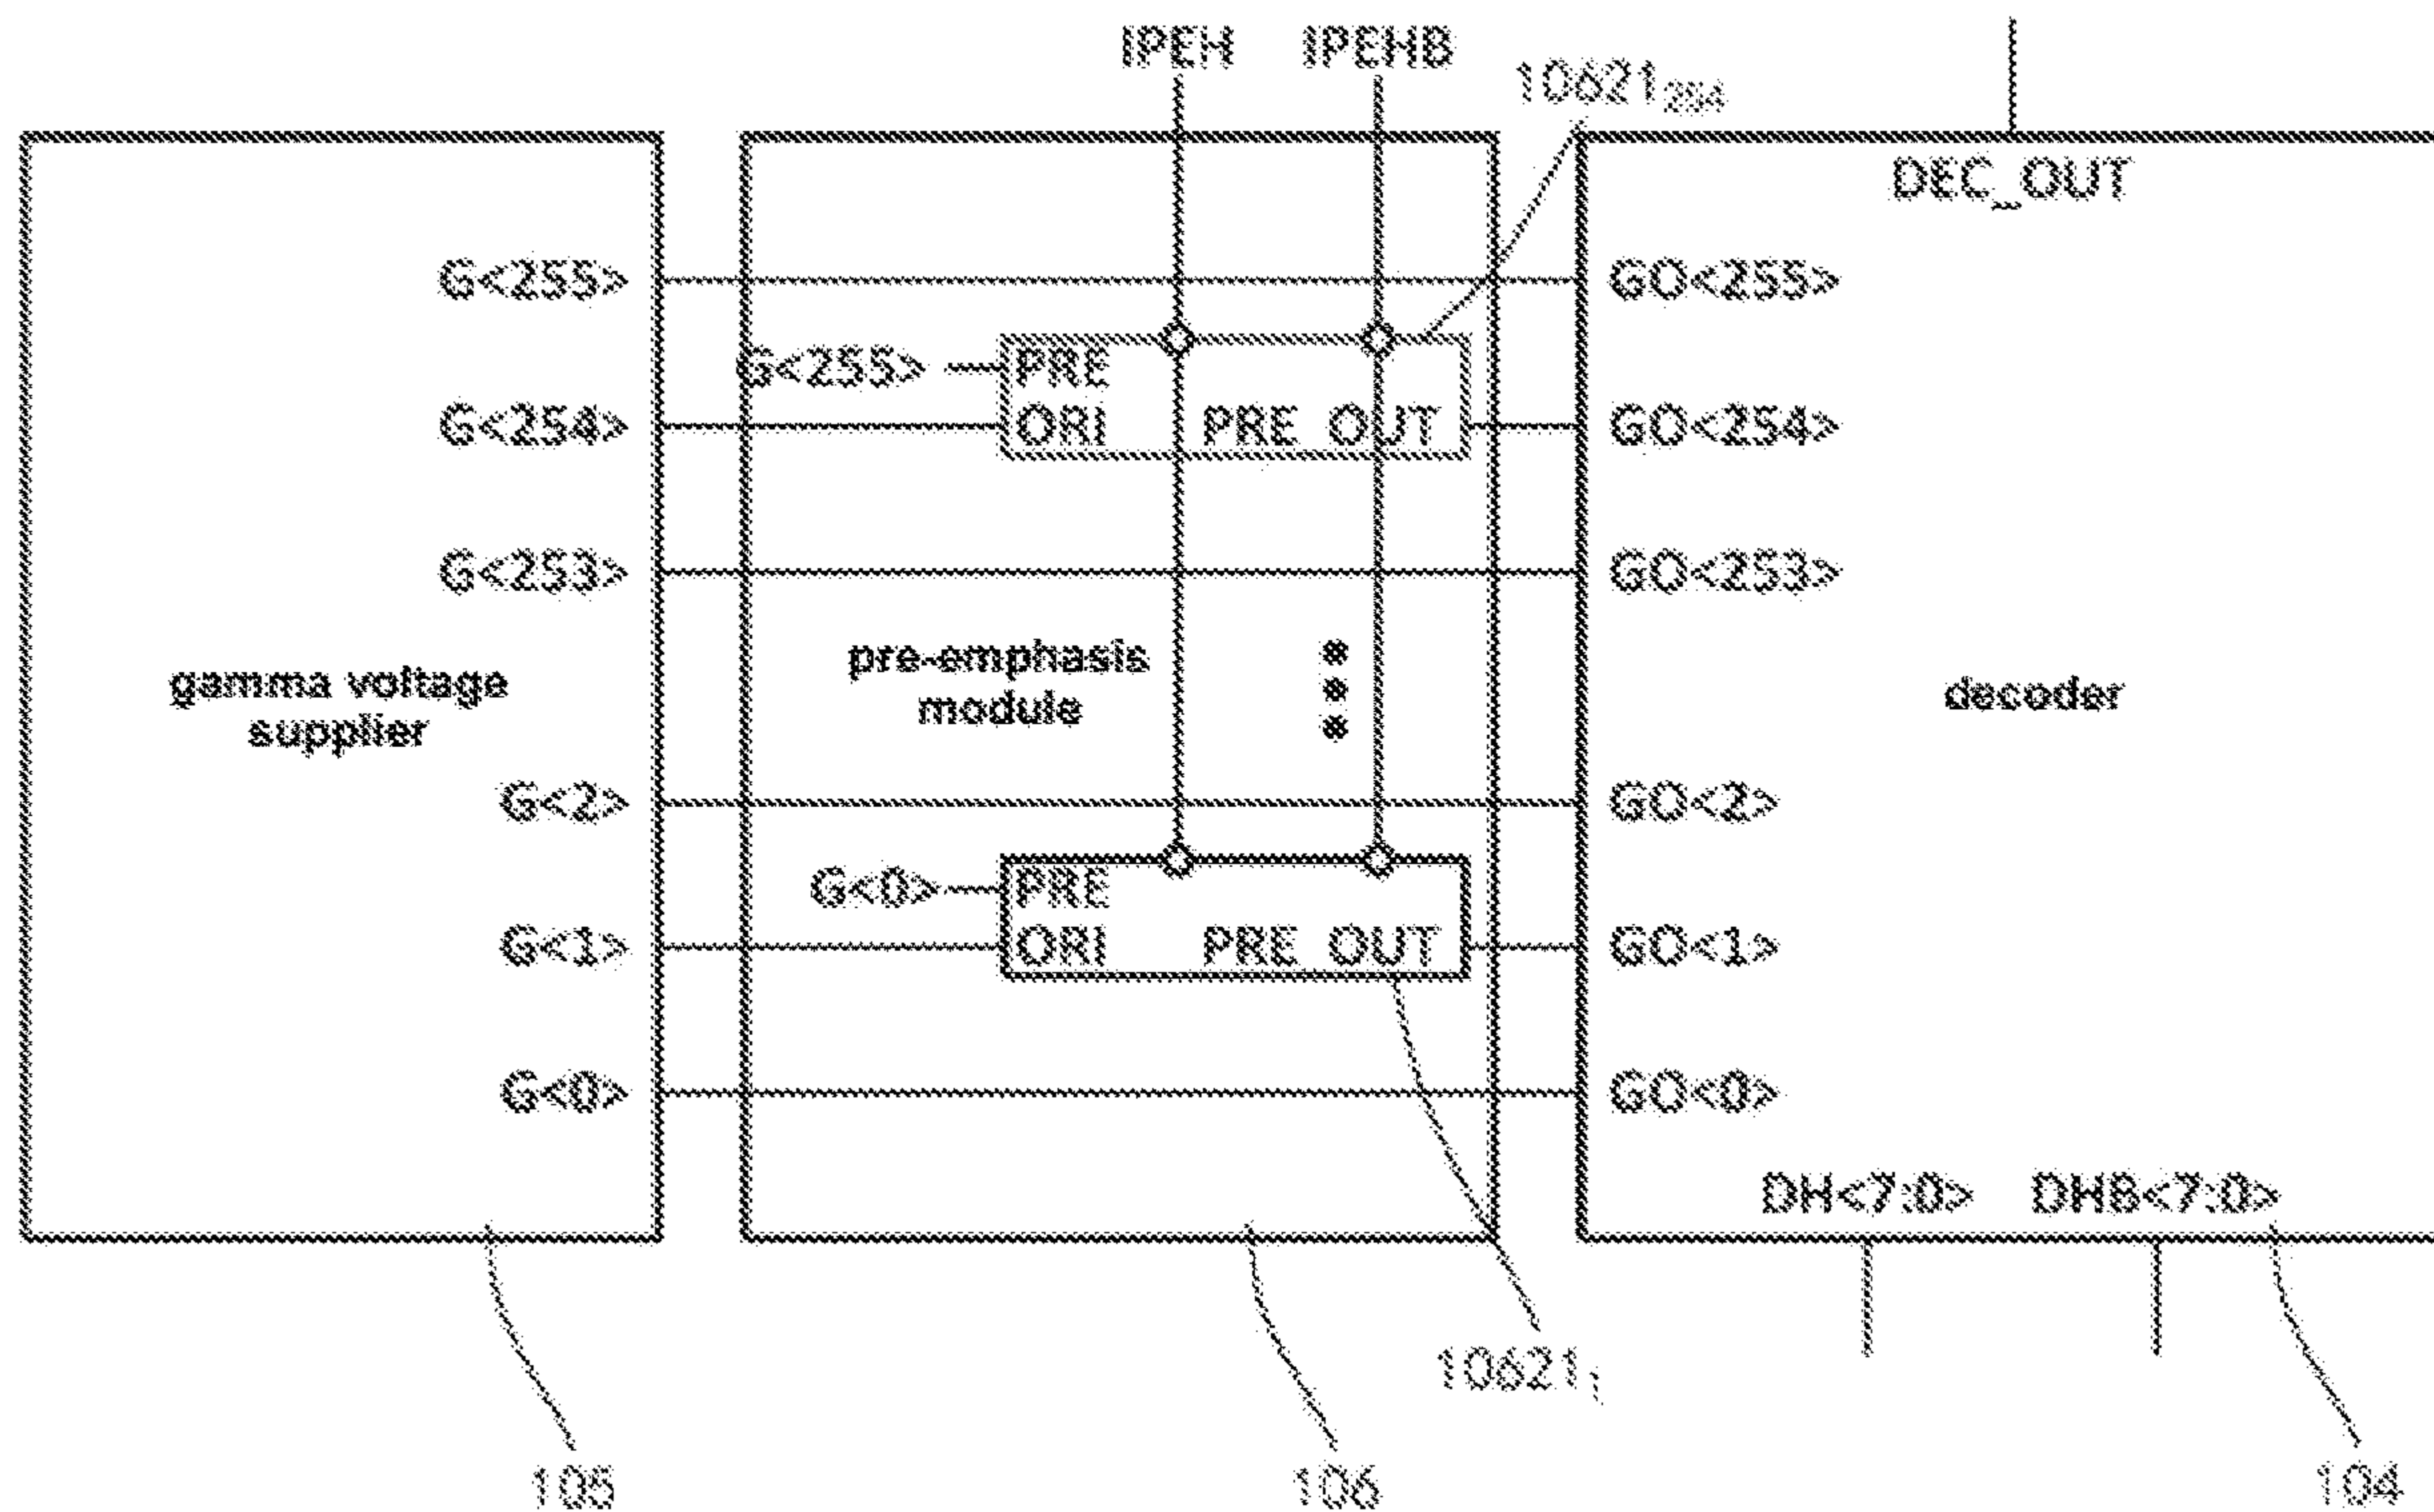 IPEH IPEHB
10621254
DEC_OUT
G<255> GO<255>
G<255> PRE
G<254> ORI PRE_OUT GO<254>
G<253> GO<253>
pre-emphasis
module
gamma voltage
supplier
decoder
G<2> GO<2>
G<0> PRE
G<1> ORI PRE_OUT GO<1>
G<0> GO<0>
DH<7:0> DHB<7:0>
106211
105 106 104